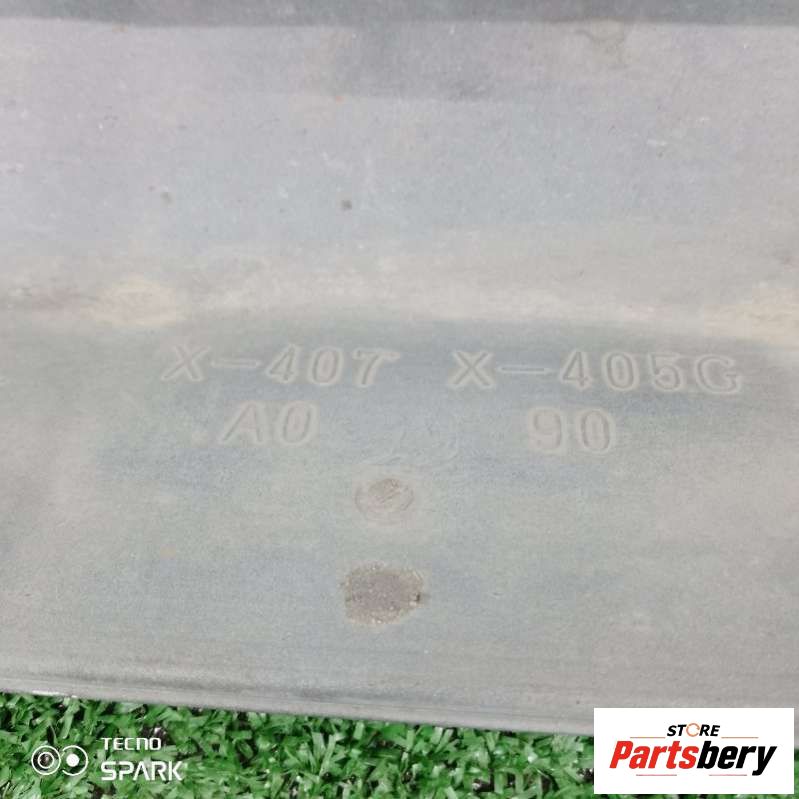 X-407 X-405G
.A0 90
TECNO
SPARK
STORE
Partsbery